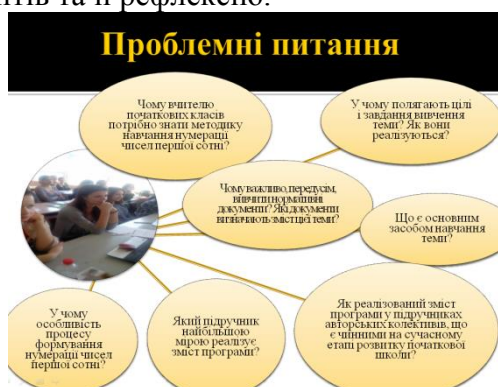 та її рефлексію.
Проблемні питання
Чому вчителю
початкових класів
потрібно знати методику
навчання нумерації
чисел першої сотні?
У чому полягають цілі
і завдання вивчення
теми? Як вони
реалізуються?
Чому важливо, передусім,
вивчити нормативні
документи? Які документи
визначають зміст цієї теми?
Що є основним
засобом навчання
теми?
У чому
особливість
процесу
формування
нумерації чисел
першої сотні?
Який підручник
найбільшою
мірою реалізує
зміст програми?
Як реалізований зміст
програми у підручниках
авторських колективів, що
є чинними на сучасному
етапі розвитку початкової
школи?